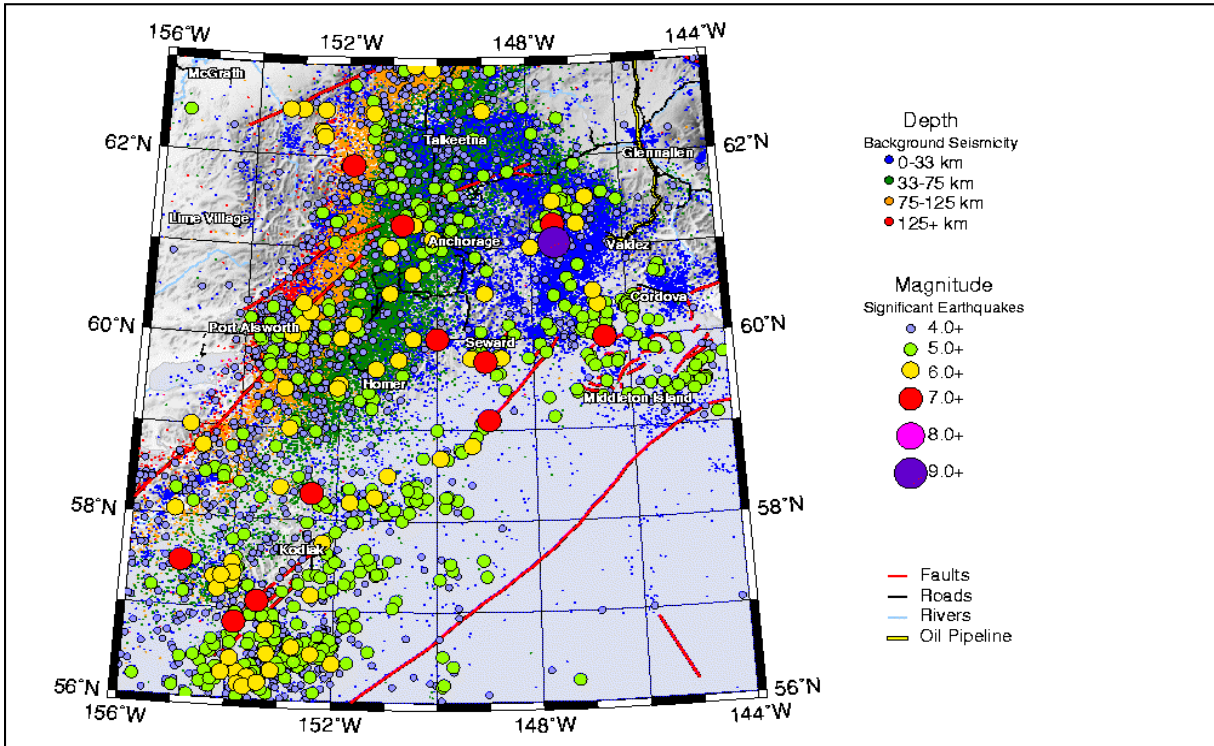 156°W
152°W
148°W
144°W
McGrath
62°N
Talkeetna
62°N
Glennallen
Lime Village
Anchorage
Valdez
Cordova
60°N
Port Alsworth
Seward
60°N
Homer
Middleton Island
58°N
58°N
Kodiak
56°N
56°N
156°W
152°W
148°W
144°W
Depth
Background Seismicity
0-33 km
33-75 km
75-125 km
125+ km
Magnitude
Significant Earthquakes
4.0+
5.0+
6.0+
7.0+
8.0+
9.0+
Faults
Roads
Rivers
Oil Pipeline